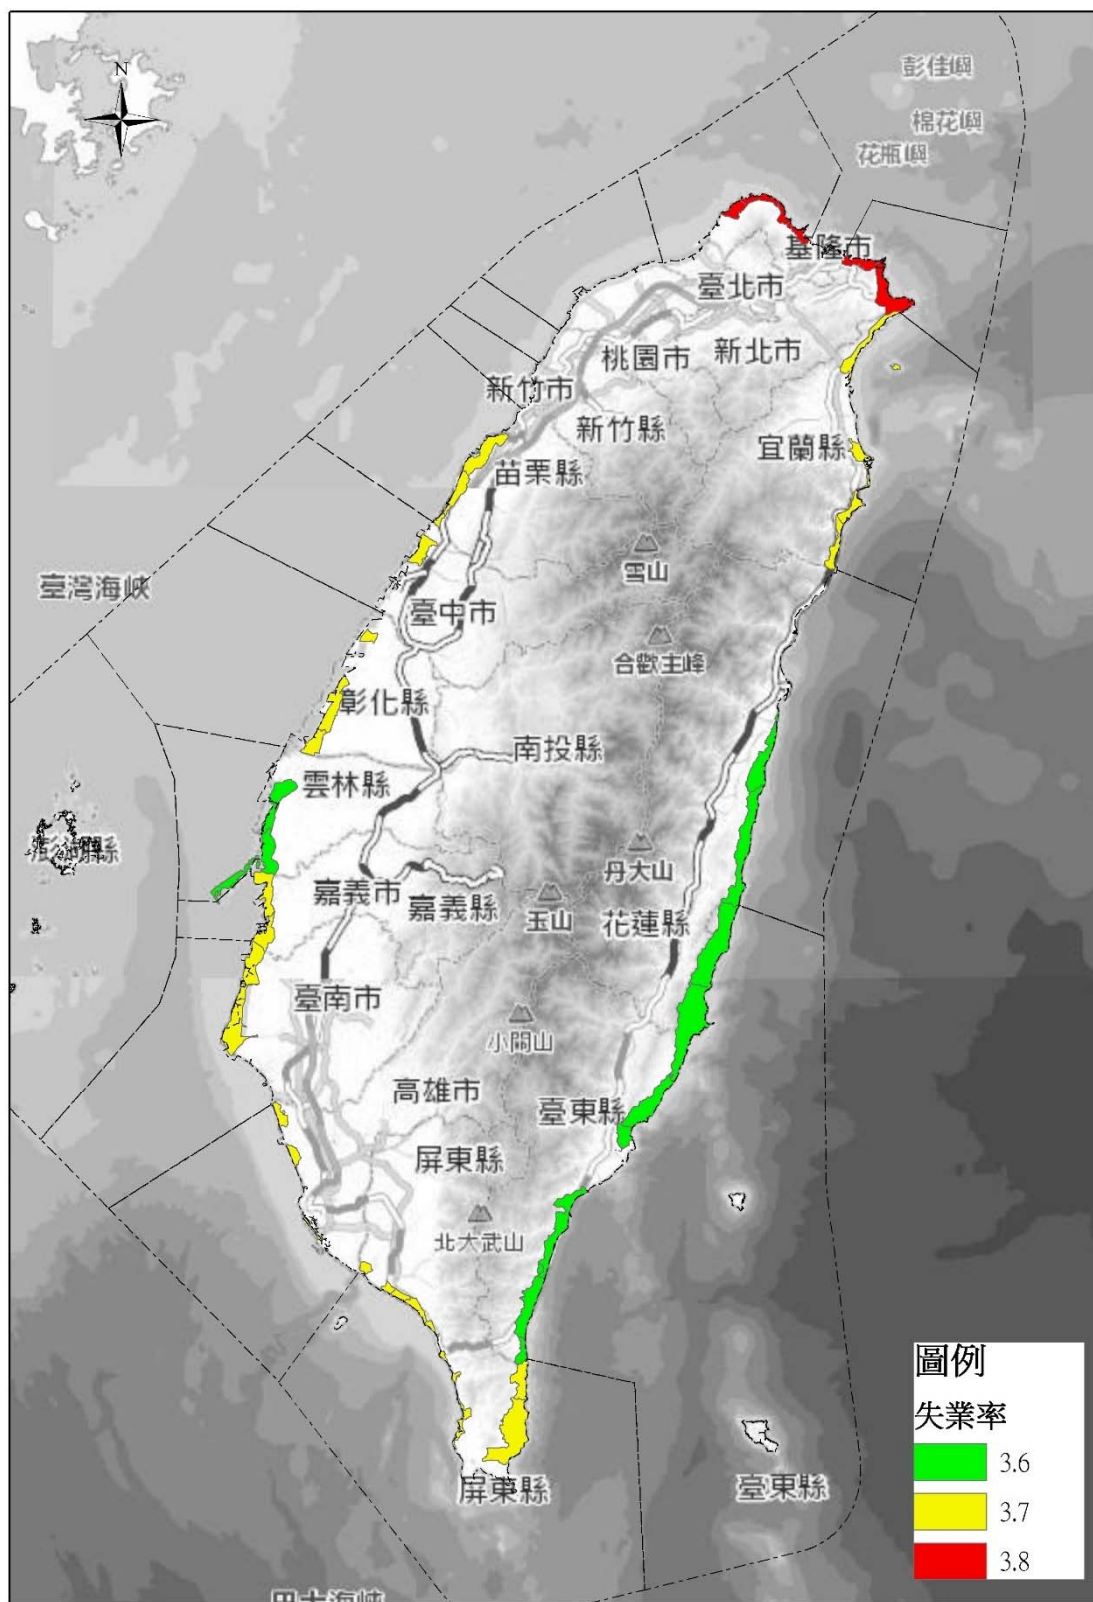 N
彭佳嶼
棉花嶼
花瓶嶼
基隆市
臺北市
桃園市
新北市
新竹市
新竹縣
宜蘭縣
苗栗縣
雪山
臺灣海峽
臺中市
合歡主峰
彰化縣
南投縣
雲林縣
澎湖縣
丹大山
嘉義市
嘉義縣
玉山
花蓮縣
臺南市
小關山
高雄市
臺東縣
屏東縣
北大武山
圖例
失業率
3.6
3.7
3.8
屏東縣
臺東縣